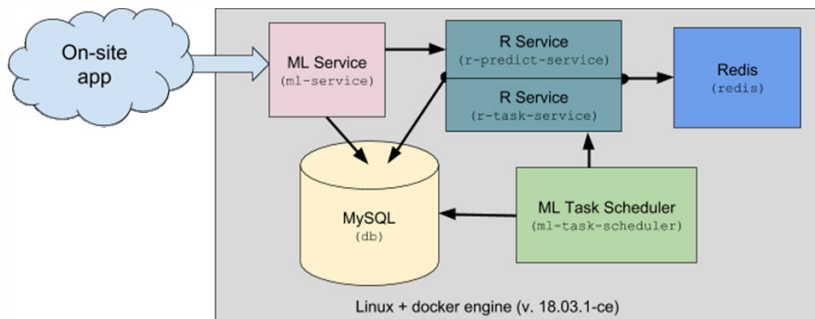 On-site
app
ML Service
(ml-service)
R Service
(r-predict-service)
R Service
(r-task-service)
Redis
(redis)
MySQL
(db)
ML Task Scheduler
(ml-task-scheduler)
Linux + docker engine (v. 18.03.1-ce)